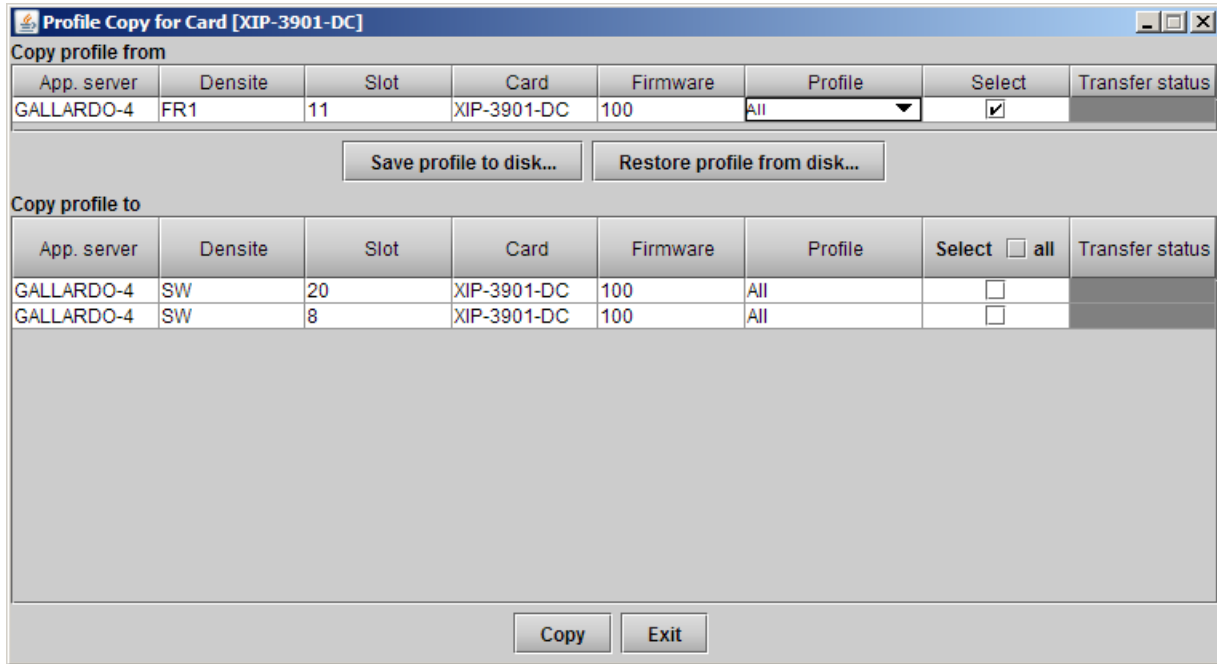 Profile Copy for Card [XIP-3901-DC]
Copy profile from
App. server Densite Slot Card Firmware Profile Select Transfer status
GALLARDO-4 FR1 11 XIP-3901-DC 100 All
Save profile to disk... Restore profile from disk...
Copy profile to
App. server Densite Slot Card Firmware Profile Select all Transfer status
GALLARDO-4 SW 20 XIP-3901-DC 100 All
GALLARDO-4 SW 8 XIP-3901-DC 100 All
Copy Exit